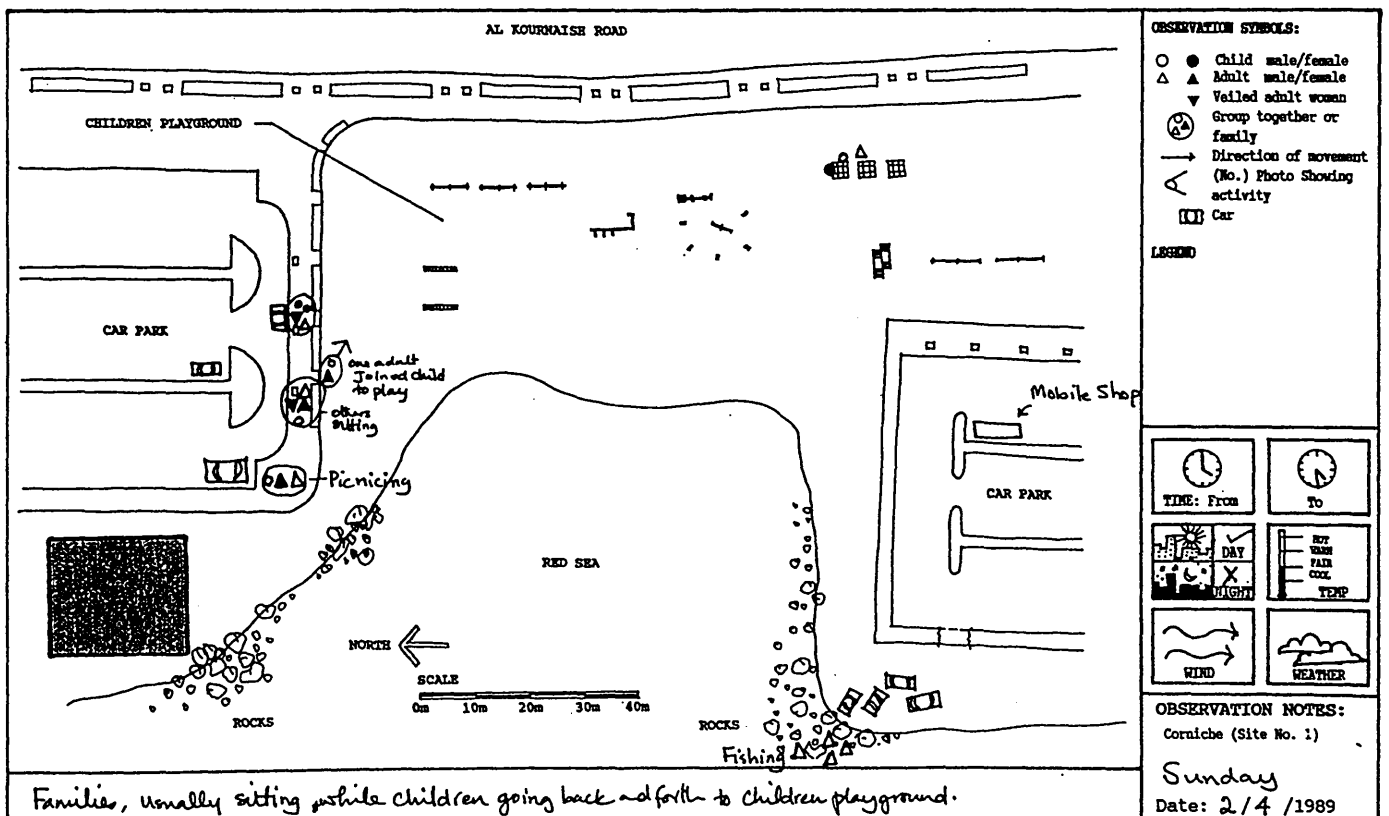 AL KOURNAISH ROAD
CHILDREN PLAYGROUND
CAR PARK
one adult
Joined child
to play
others
sitting
Picnicing
RED SEA
NORTH
SCALE
0m 10m 20m 30m 40m
ROCKS
ROCKS
Fishing
Mobile Shop
CAR PARK
Families, usually sitting, while children going back and forth to children playground.
OBSERVATION SYMBOLS:
Child male/female
Adult male/female
Veiled adult woman
Group together or
family
Direction of movement
(No.) Photo Showing
activity
Car
LEGEND
TIME: From
To
DAY
NIGHT
HOT
WARM
FAIR
COOL
TEMP
WIND
WEATHER
OBSERVATION NOTES:
Corniche (Site No. 1)
Sunday
Date: 2/4/1989